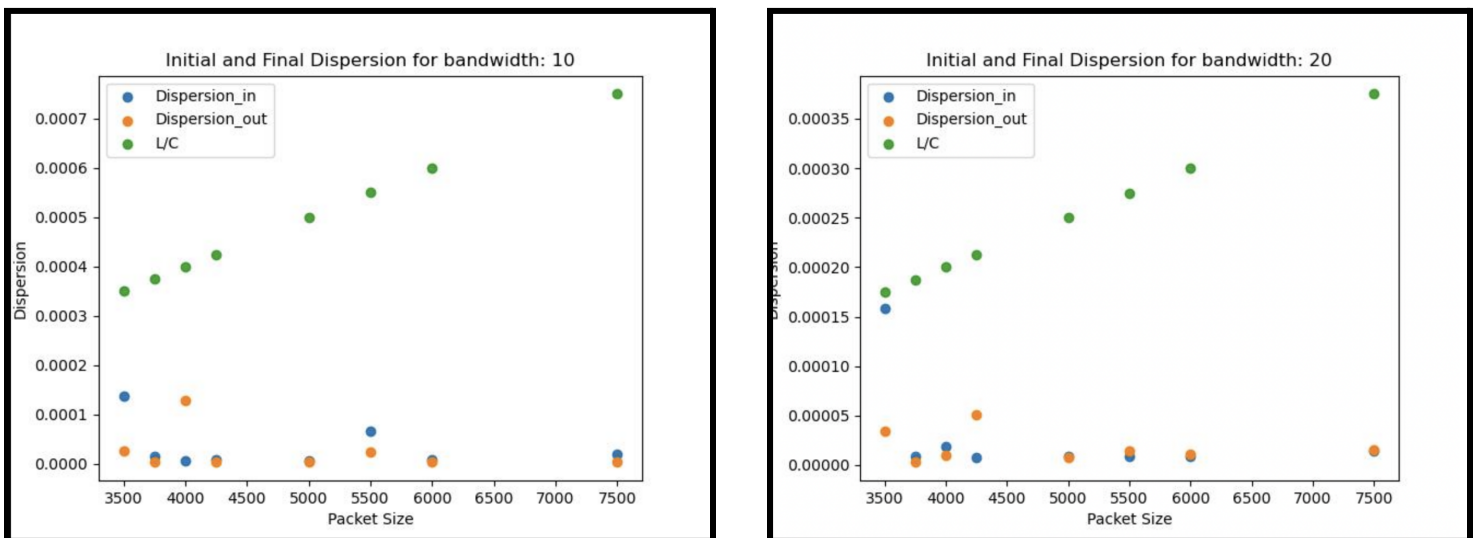 Initial and Final Dispersion for bandwidth: 10
Dispersion_in
Dispersion_out
L/C
0.0007
0.0006
0.0005
0.0004
0.0003
0.0002
0.0001
0.0000
Dispersion
3500 4000 4500 5000 5500 6000 6500 7000 7500
Packet Size
Initial and Final Dispersion for bandwidth: 20
Dispersion_in
Dispersion_out
L/C
0.00035
0.00030
0.00025
0.00020
0.00015
0.00010
0.00005
0.00000
Dispersion
3500 4000 4500 5000 5500 6000 6500 7000 7500
Packet Size